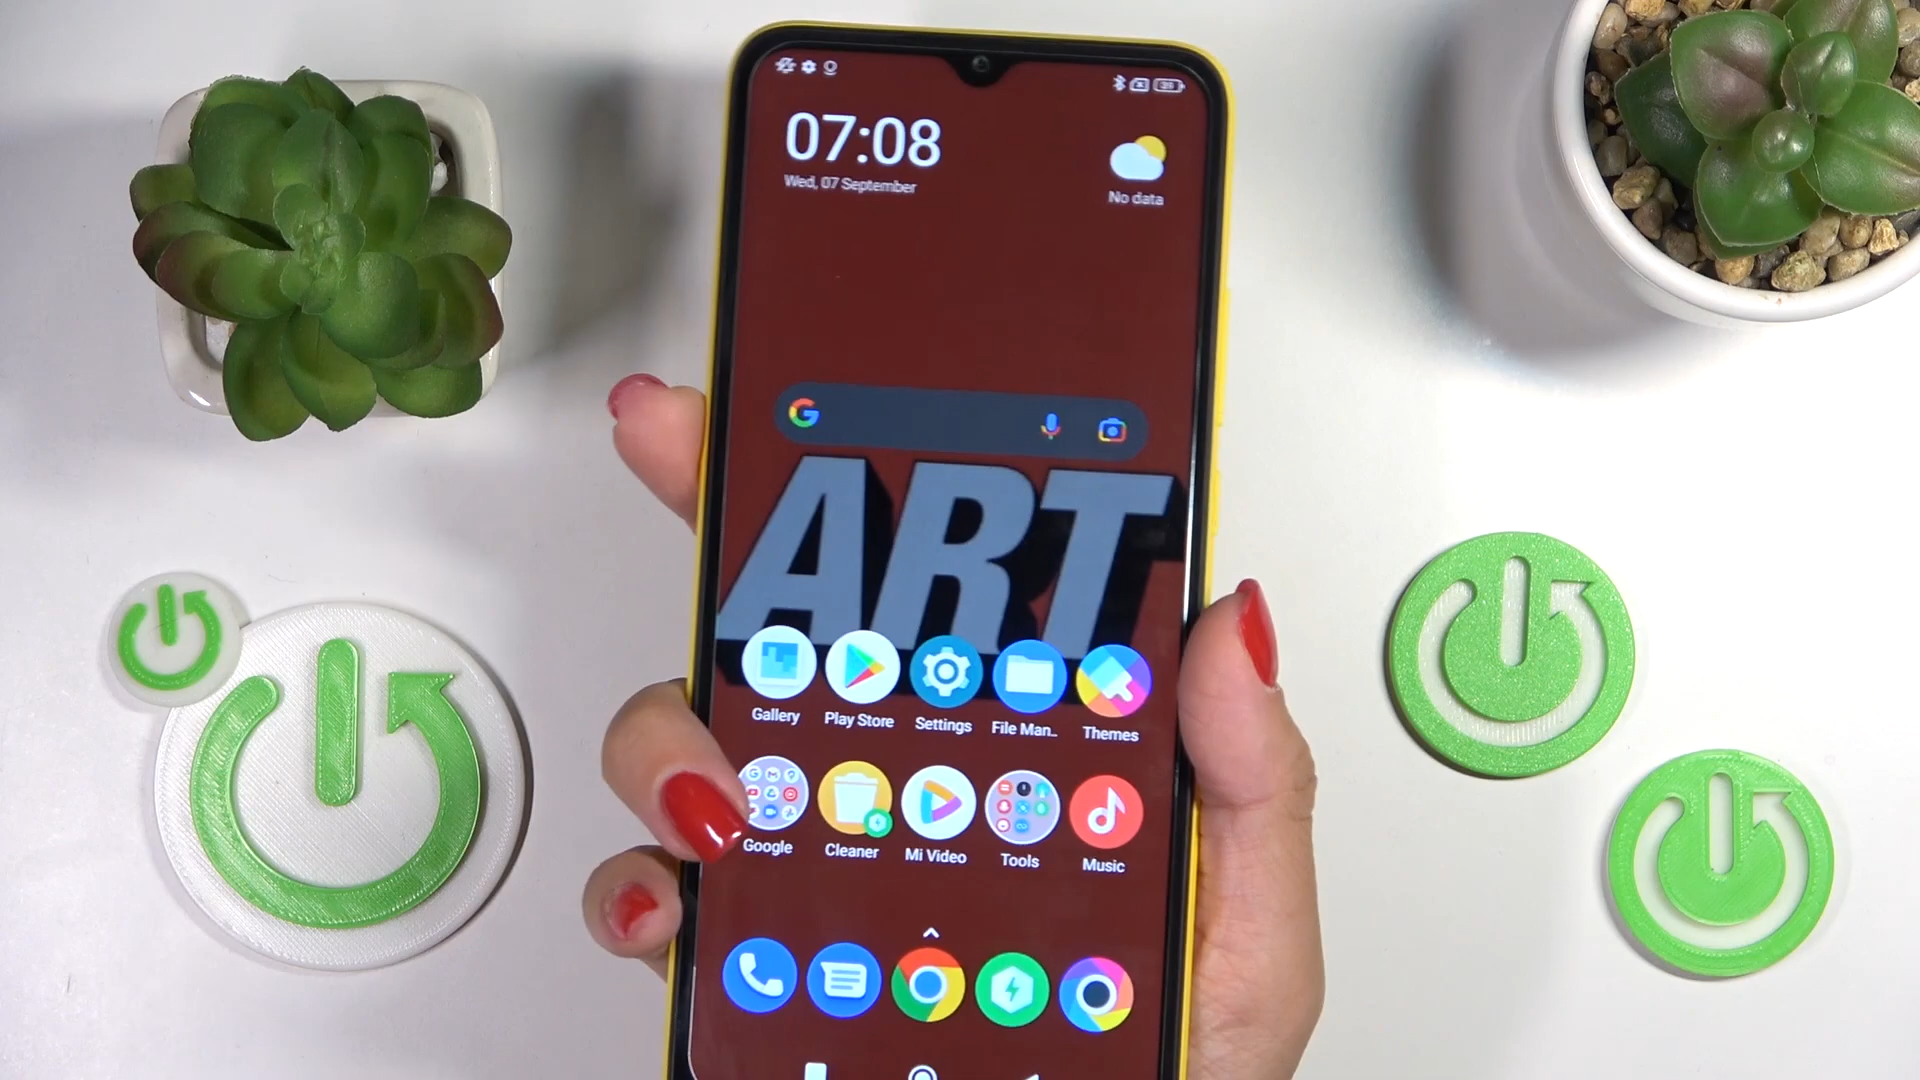 07:08
Wed, 07 September
No data
ART
Gallery
Play Store
Settings
File Man..
Themes
Google
Cleaner
Mi Video
Tools
Music